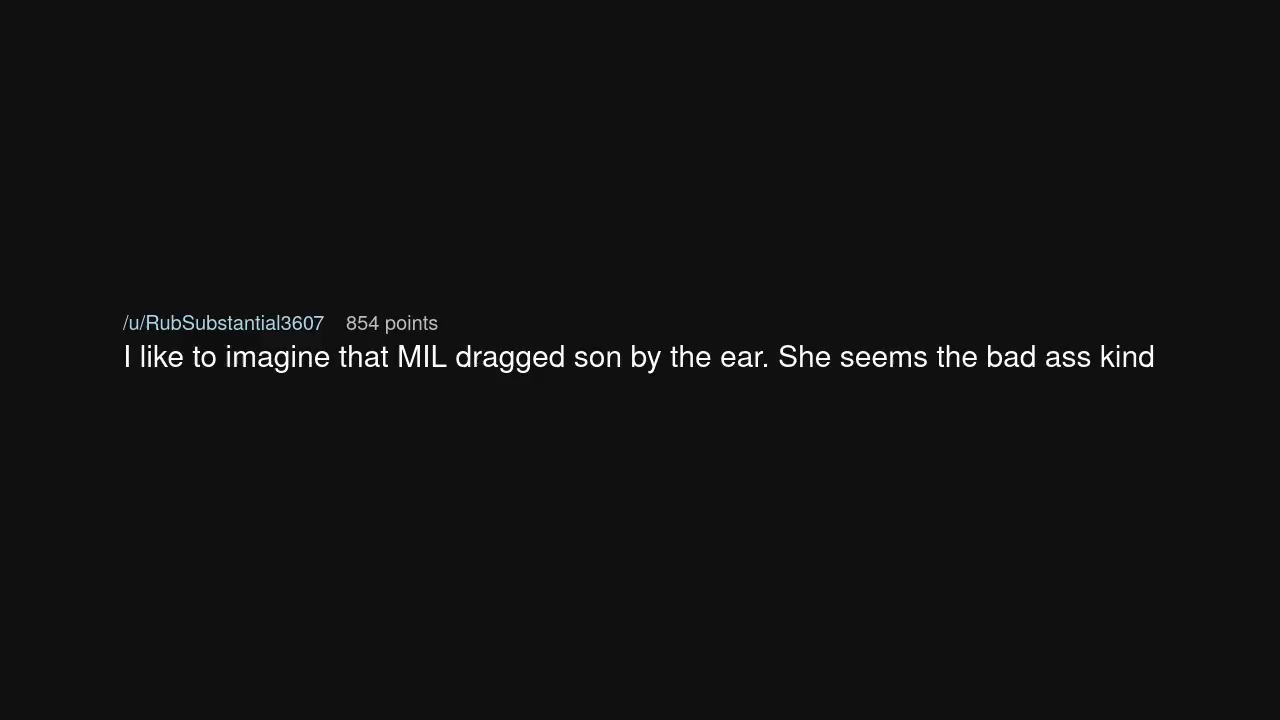 /u/RubSubstantial3607 854 points
I like to imagine that MIL dragged son by the ear. She seems the bad ass kind